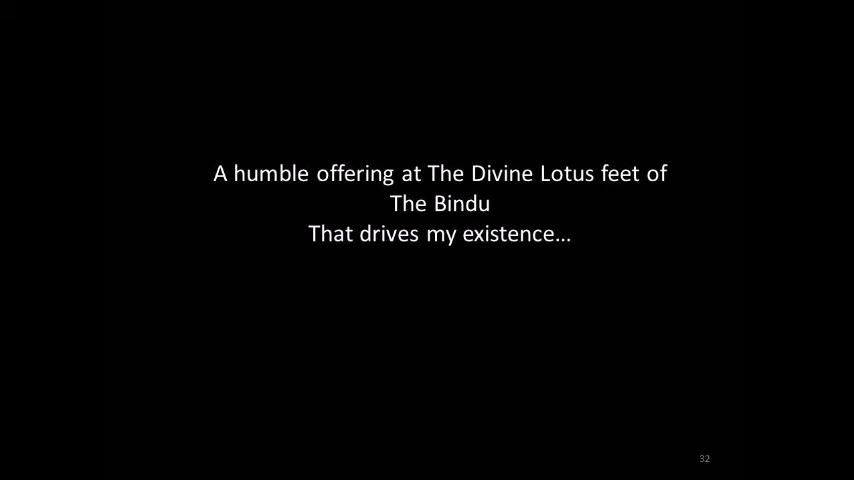 A humble offering at The Divine Lotus feet of
The Bindu
That drives my existence…
32